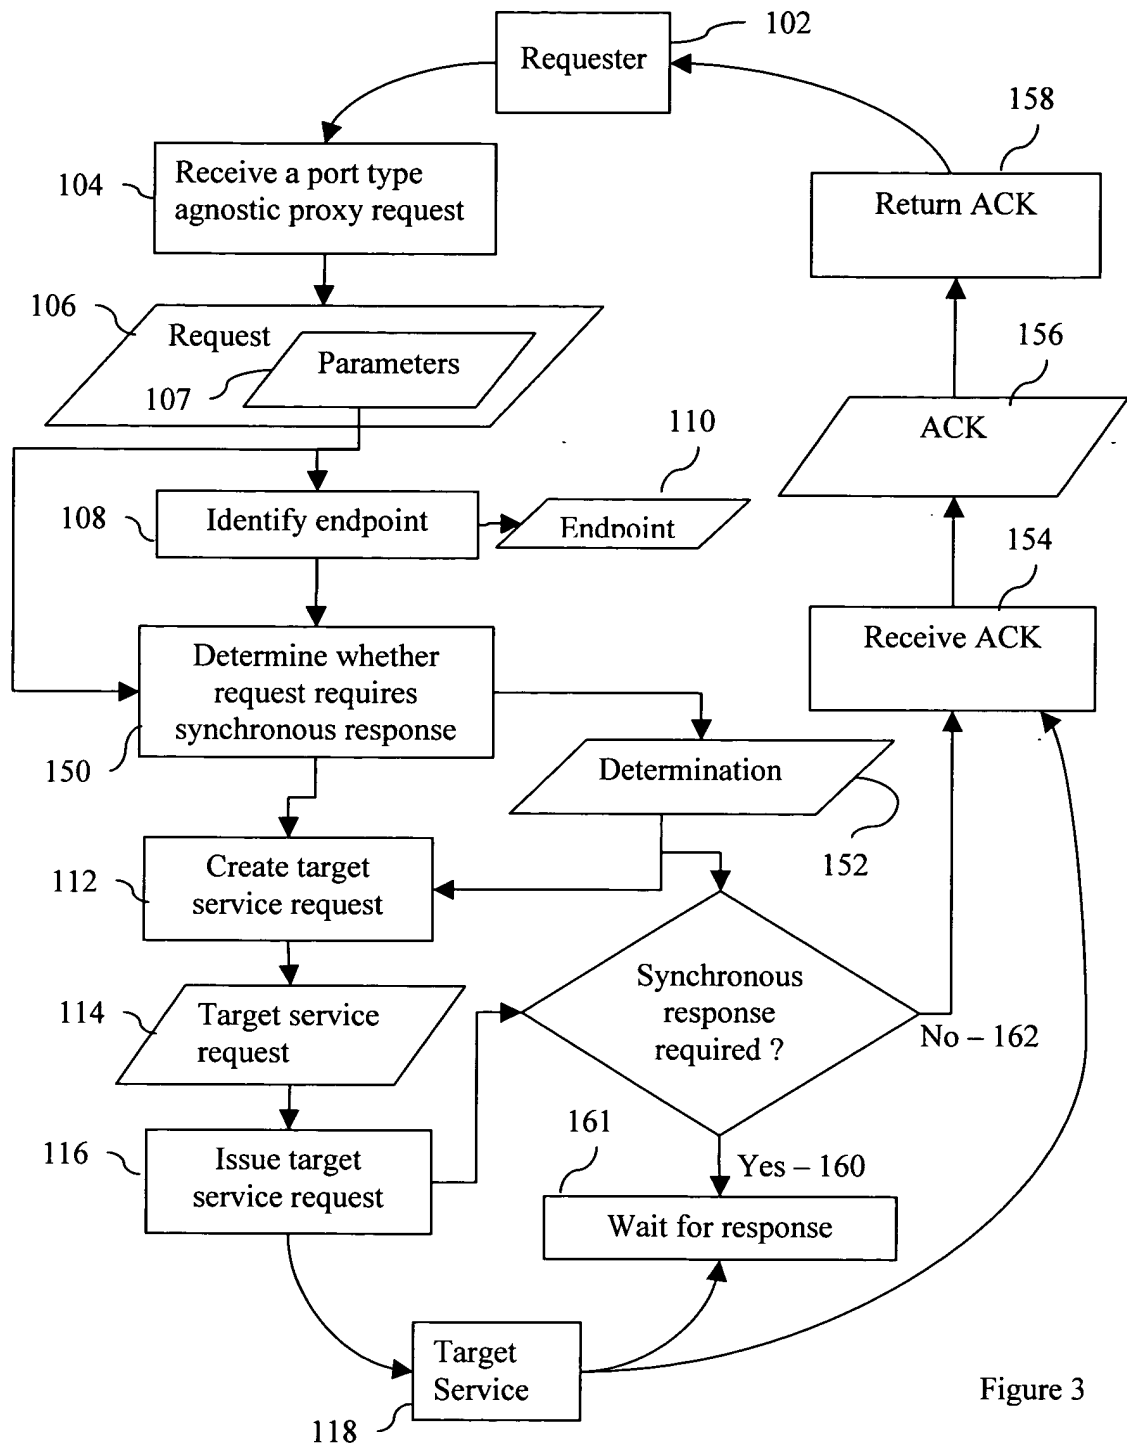 102
Requester
158
104
Receive a port type
agnostic proxy request
Return ACK
106
Request
Parameters
107
156
ACK
110
108
Identify endpoint
Endpoint
154
Receive ACK
Determine whether
request requires
synchronous response
150
Determination
152
112
Create target
service request
Synchronous
response
required ?
No – 162
114
Target service
request
161
116
Issue target
service request
Yes – 160
Wait for response
Target
Service
118
Figure 3